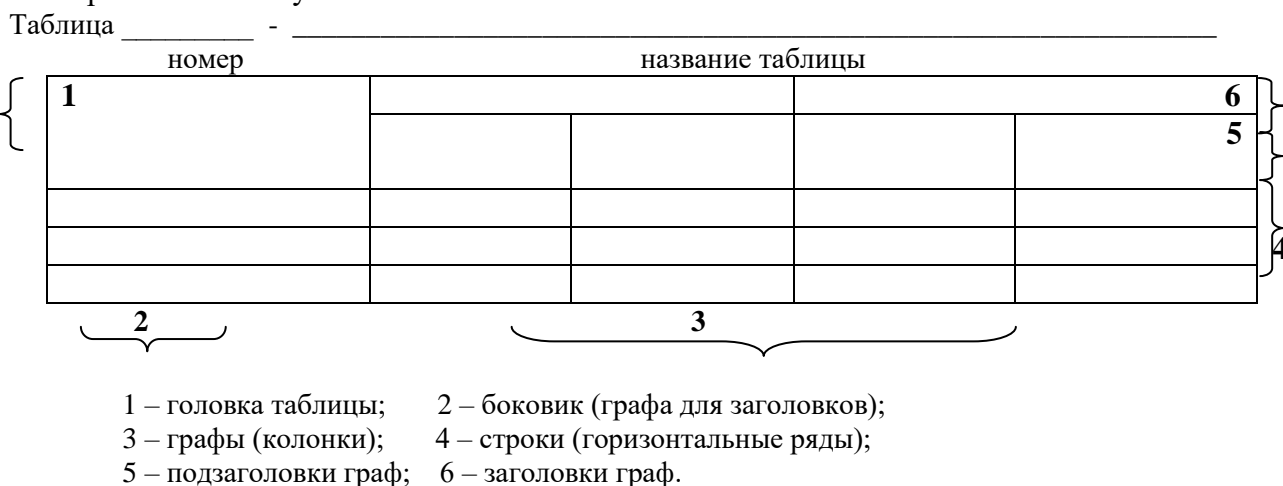 Таблица _________ - _______________________________________________________________
номер название таблицы
1 6
5
4
2 3
1 – головка таблицы; 2 – боковик (графа для заголовков);
3 – графы (колонки); 4 – строки (горизонтальные ряды);
5 – подзаголовки граф; 6 – заголовки граф.